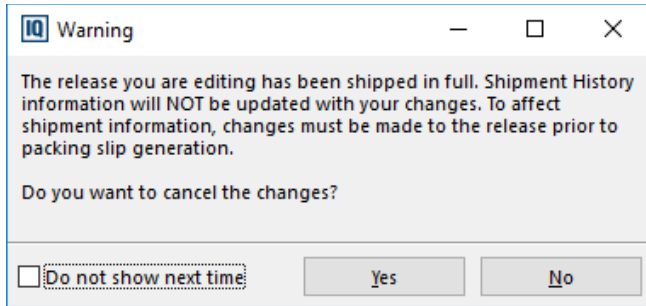 IQ Warning
The release you are editing has been shipped in full. Shipment History
information will NOT be updated with your changes. To affect
shipment information, changes must be made to the release prior to
packing slip generation.
Do you want to cancel the changes?
Do not show next time Yes No